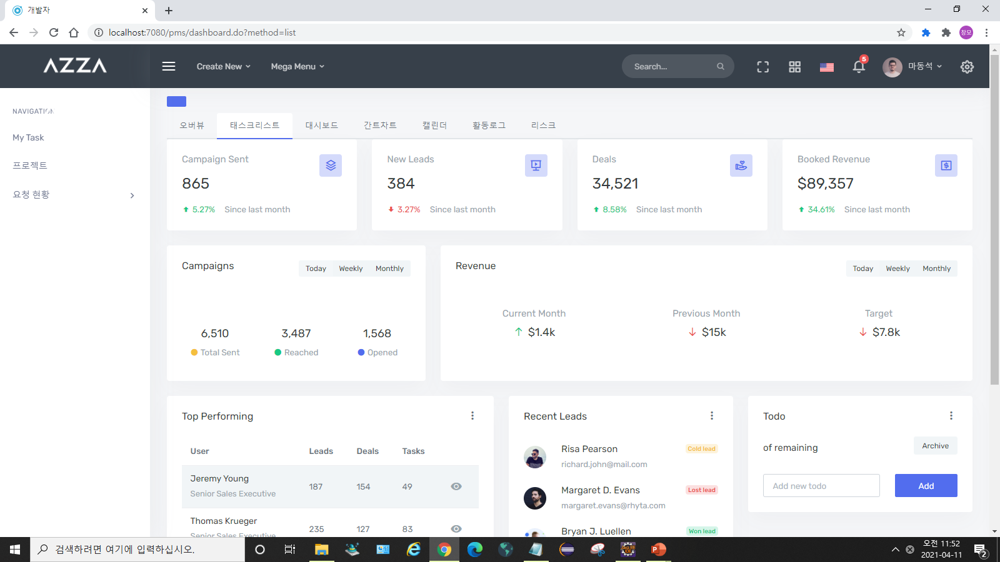 개발자
localhost:7080/pms/dashboard.do?method=list
창모
AZZA
Create New
Mega Menu
Search...
5
마동석
NAVIGATION
My Task
프로젝트
요청 현황
오버뷰
태스크리스트
대시보드
간트차트
캘린더
활동로그
리스크
Campaign Sent
865
5.27% Since last month
New Leads
384
3.27% Since last month
Deals
34,521
8.58% Since last month
Booked Revenue
$89,357
34.61% Since last month
Campaigns
Today Weekly Monthly
6,510
Total Sent
3,487
Reached
1,568
Opened
Revenue
Today Weekly Monthly
Current Month
$1.4k
Previous Month
$15k
Target
$7.8k
Top Performing
User Leads Deals Tasks
Jeremy Young
Senior Sales Executive
187 154 49
Thomas Krueger
Senior Sales Executive
235 127 83
Recent Leads
Risa Pearson
Cold lead
richard.john@mail.com
Margaret D. Evans
Lost lead
margaret.evans@rhyta.com
Bryan J. Luellen
Won lead
Todo
of remaining
Archive
Add new todo
Add
검색하려면 여기에 입력하십시오.
오전 11:52
2021-04-11
2